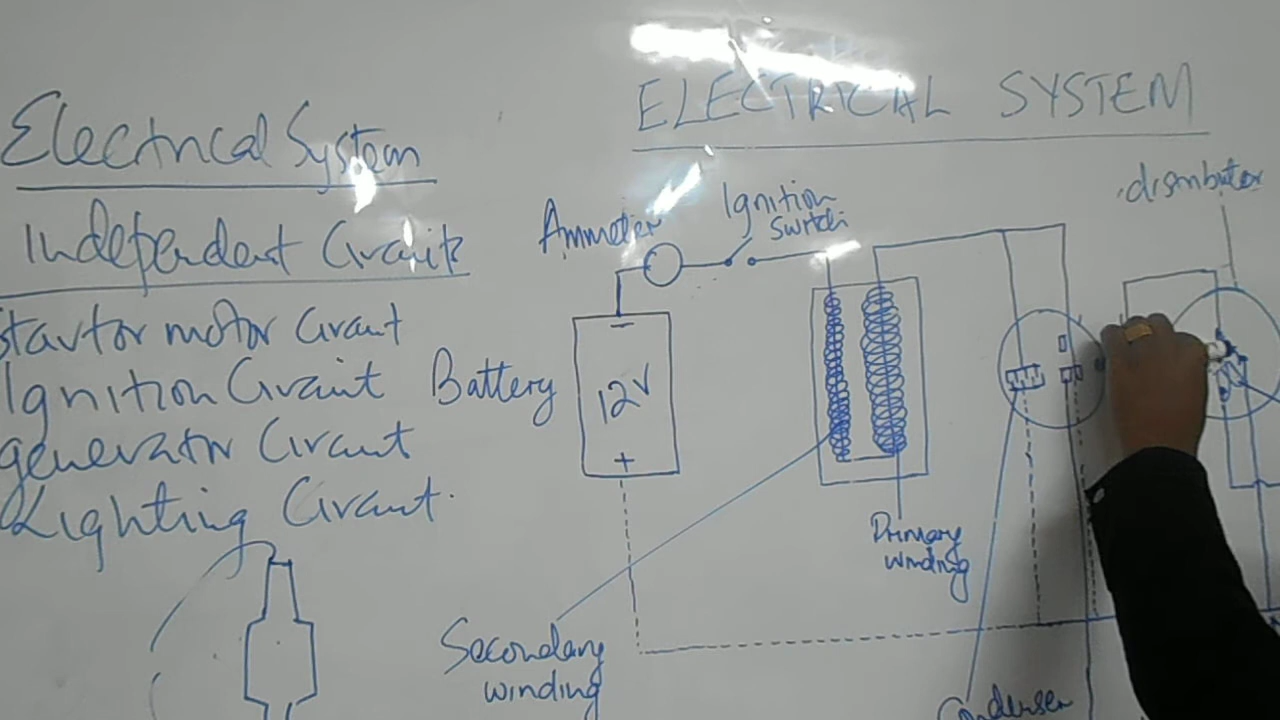 Electrical System
Independent Circuits
Startor motor Circuit
Ignition Circuit
generator Circuit
Lighting Circuit.
ELECTRICAL SYSTEM
Ammeter
Ignition
Switch
distributor
Battery
-
12V
+
Primary
winding
Secondary
winding
Condenser